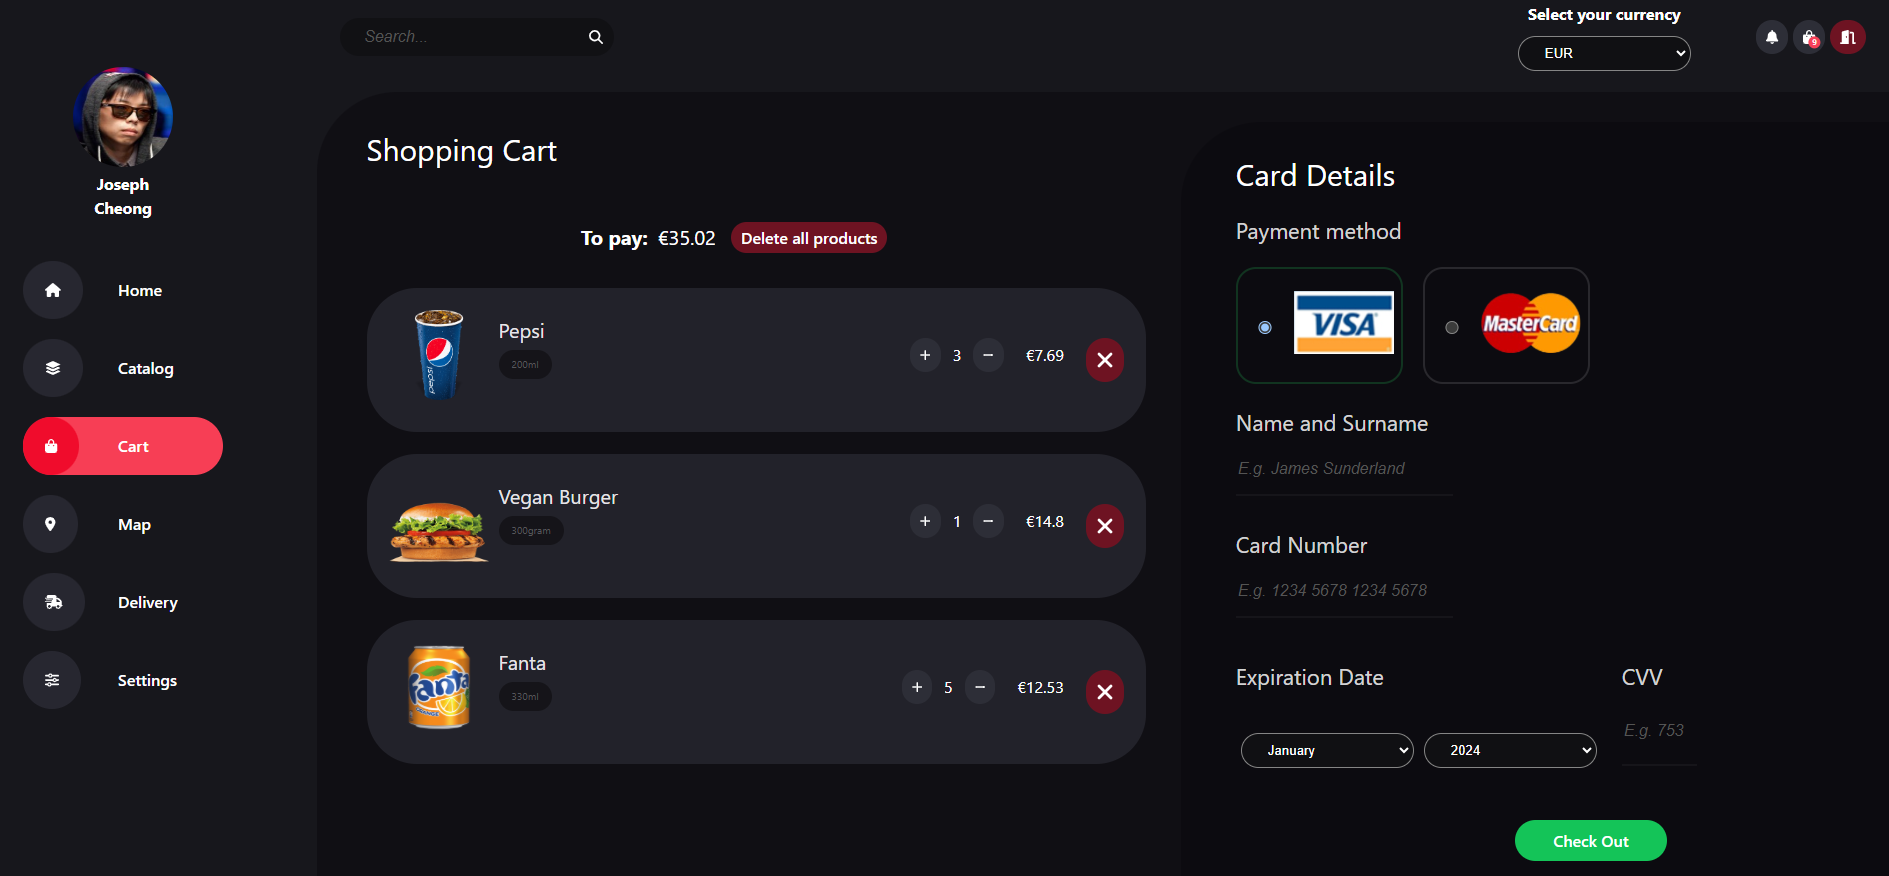 Search...
Select your currency
EUR
9
Joseph
Cheong
Home
Catalog
Cart
Map
Delivery
Settings
Shopping Cart
To pay: €35.02
Delete all products
Pepsi
200ml
3
€7.69
pepsi
Vegan Burger
300gram
1
€14.8
Fanta
330ml
5
€12.53
Fanta
ORANGE
Card Details
Payment method
VISA
MasterCard
Name and Surname
E.g. James Sunderland
Card Number
E.g. 1234 5678 1234 5678
Expiration Date
CVV
January
2024
E.g. 753
Check Out